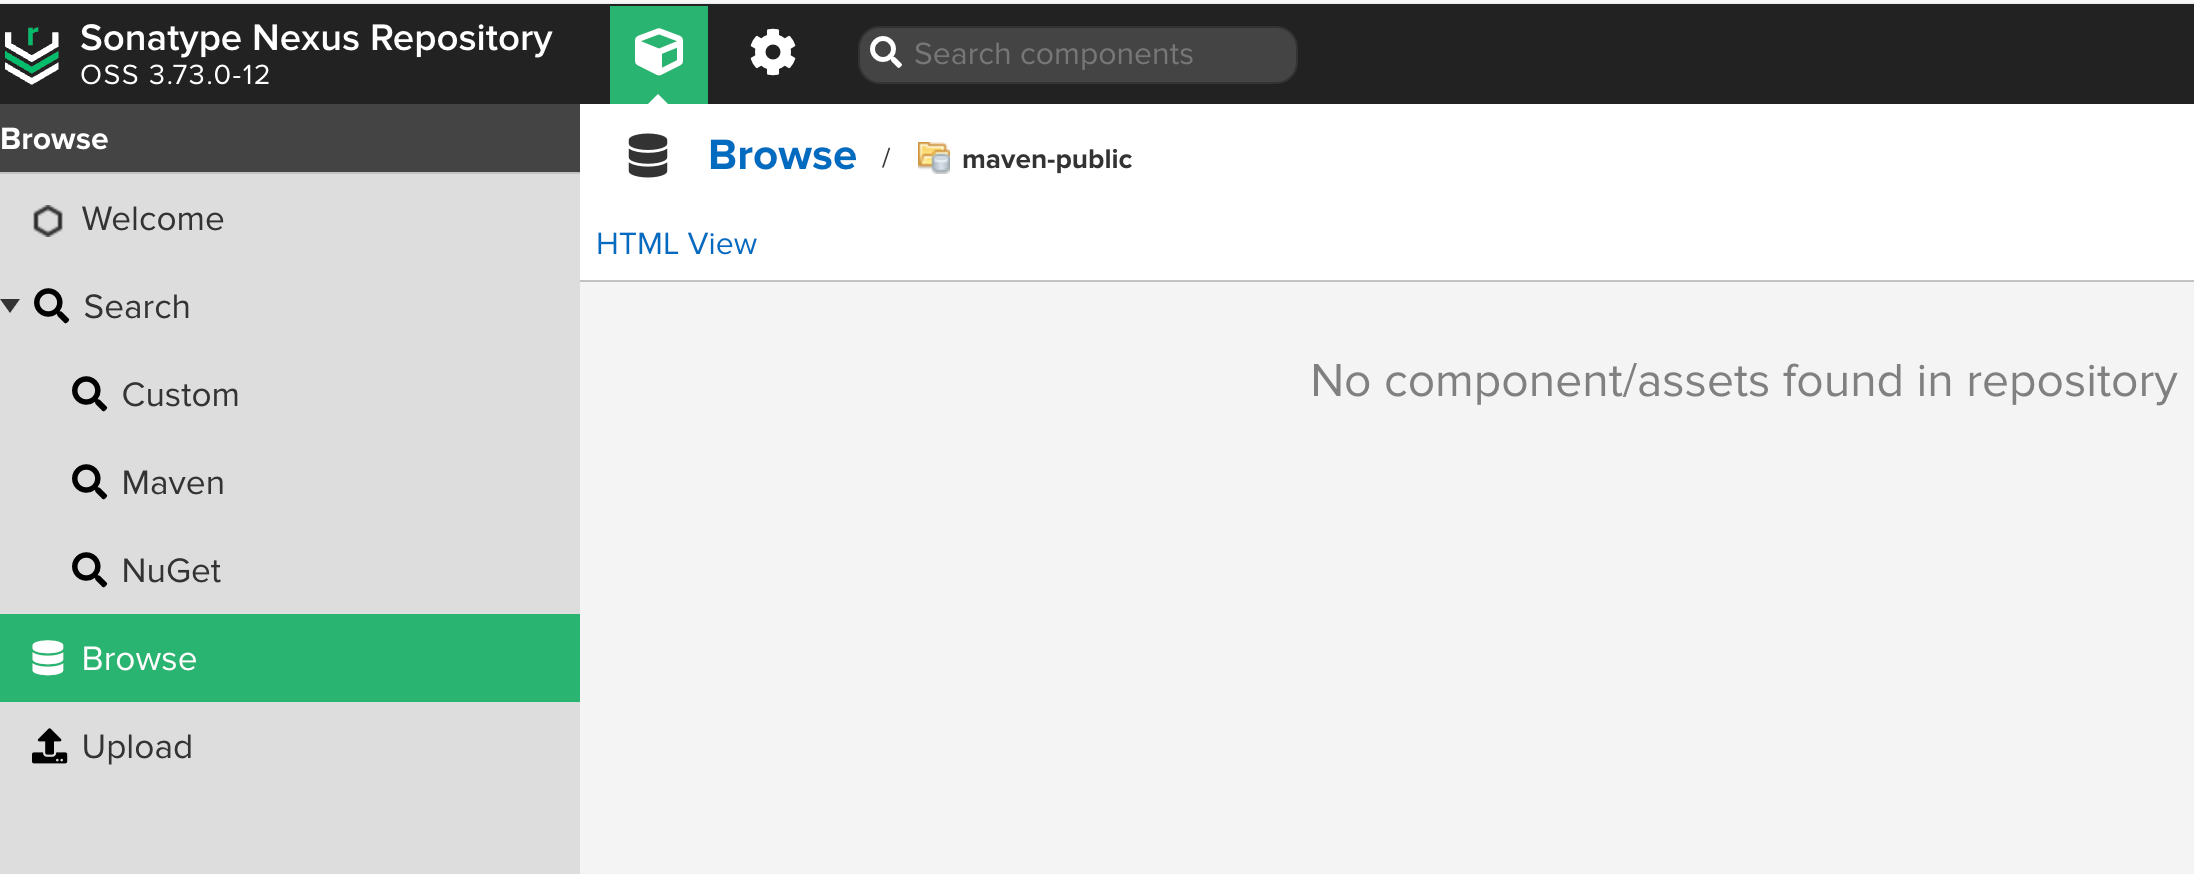 Sonatype Nexus Repository
OSS 3.73.0-12
Search components
Browse
Welcome
Search
Custom
Maven
NuGet
Browse
Upload
Browse / maven-public
HTML View
No component/assets found in repository